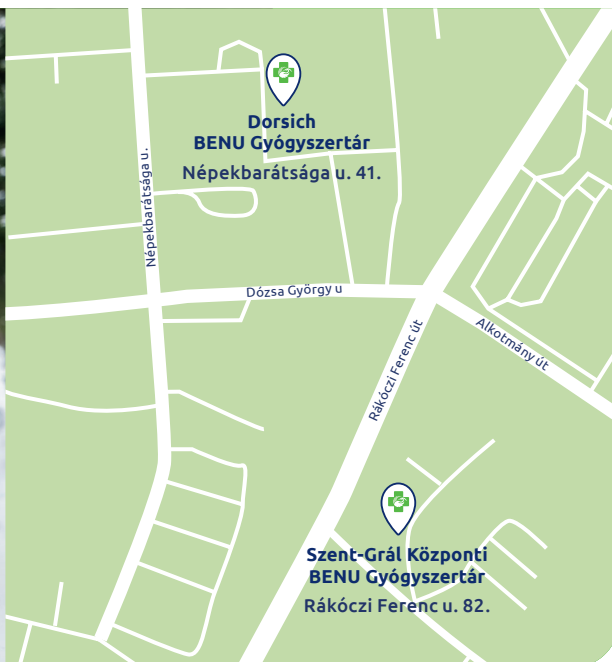 Dorsich
BENU Gyógyszertár
Népekbarátsága u. 41.
Népekbarátsága u.
Dózsa György u
Rákóczi Ferenc út
Alkotmány út
Szent-Grál Központi
BENU Gyógyszertár
Rákóczi Ferenc u. 82.